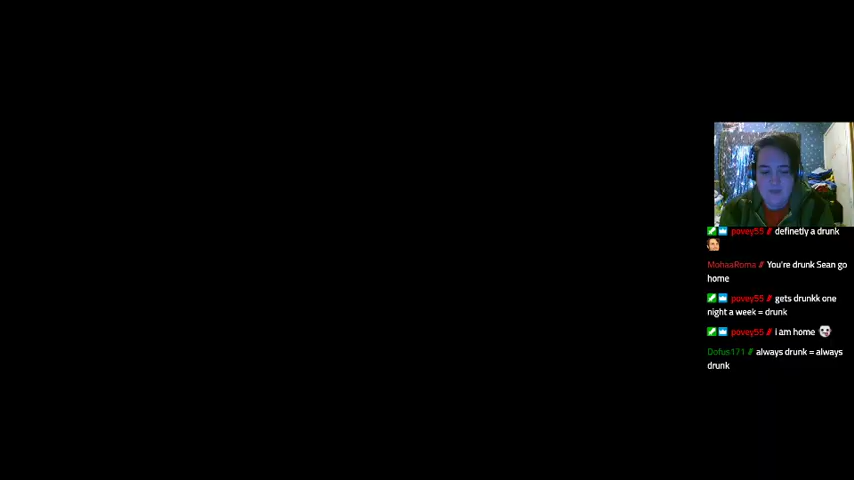 povey55 // definetly a drunk
MohaaRoma // You're drunk Sean go
home
povey55 // gets drunkk one
night a week = drunk
povey55 // i am home
Dofus171 // always drunk = always
drunk